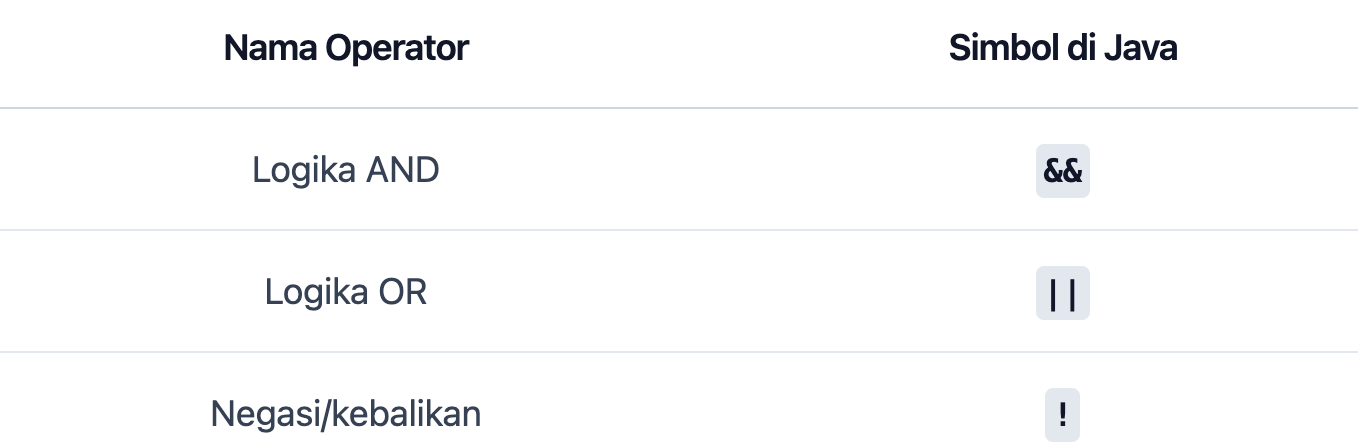 Nama Operator Simbol di Java
Logika AND &&
Logika OR ||
Negasi/kebalikan !